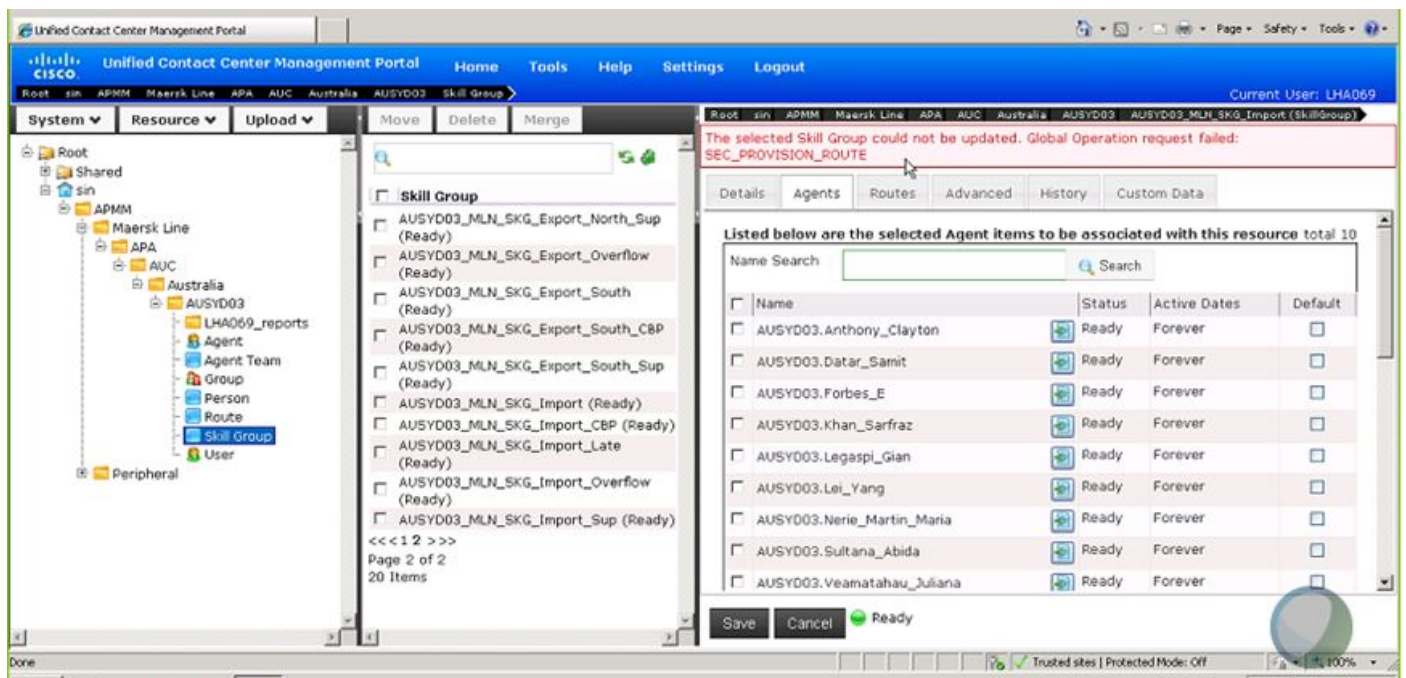 Unified Contact Center Management Portal
Page Safety Tools
CISCO Unified Contact Center Management Portal Home Tools Help Settings Logout
Root sin APMM Maersk Line APA AUC Australia AUSYD03 Skill Group
Current User: LHA069
System Resource Upload
Root
Shared
sin
APMM
Maersk Line
APA
AUC
Australia
AUSYD03
LHA069_reports
Agent
Agent Team
Group
Person
Route
Skill Group
User
Peripheral
Move Delete Merge
Skill Group
AUSYD03_MLN_SKG_Export_North_Sup
(Ready)
AUSYD03_MLN_SKG_Export_Overflow
(Ready)
AUSYD03_MLN_SKG_Export_South
(Ready)
AUSYD03_MLN_SKG_Export_South_CBP
(Ready)
AUSYD03_MLN_SKG_Export_South_Sup
(Ready)
AUSYD03_MLN_SKG_Import (Ready)
AUSYD03_MLN_SKG_Import_CBP (Ready)
AUSYD03_MLN_SKG_Import_Late
(Ready)
AUSYD03_MLN_SKG_Import_Overflow
(Ready)
AUSYD03_MLN_SKG_Import_Sup (Ready)
<<<1 2 >>>
Page 2 of 2
20 Items
Root sin APMM Maersk Line APA AUC Australia AUSYD03 AUSYD03_MLN_SKG_Import (SkillGroup)
The selected Skill Group could not be updated. Global Operation request failed:
SEC_PROVISION_ROUTE
Details Agents Routes Advanced History Custom Data
Listed below are the selected Agent items to be associated with this resource total 10
Name Search Search
Name Status Active Dates Default
AUSYD03.Anthony_Clayton Ready Forever
AUSYD03.Datar_Samit Ready Forever
AUSYD03.Forbes_E Ready Forever
AUSYD03.Khan_Sarfraz Ready Forever
AUSYD03.Legaspi_Gian Ready Forever
AUSYD03.Lei_Yang Ready Forever
AUSYD03.Nerie_Martin_Maria Ready Forever
AUSYD03.Sultana_Abida Ready Forever
AUSYD03.Veamatahau_Juliana Ready Forever
Save Cancel Ready
Done
Trusted sites | Protected Mode: Off
100%